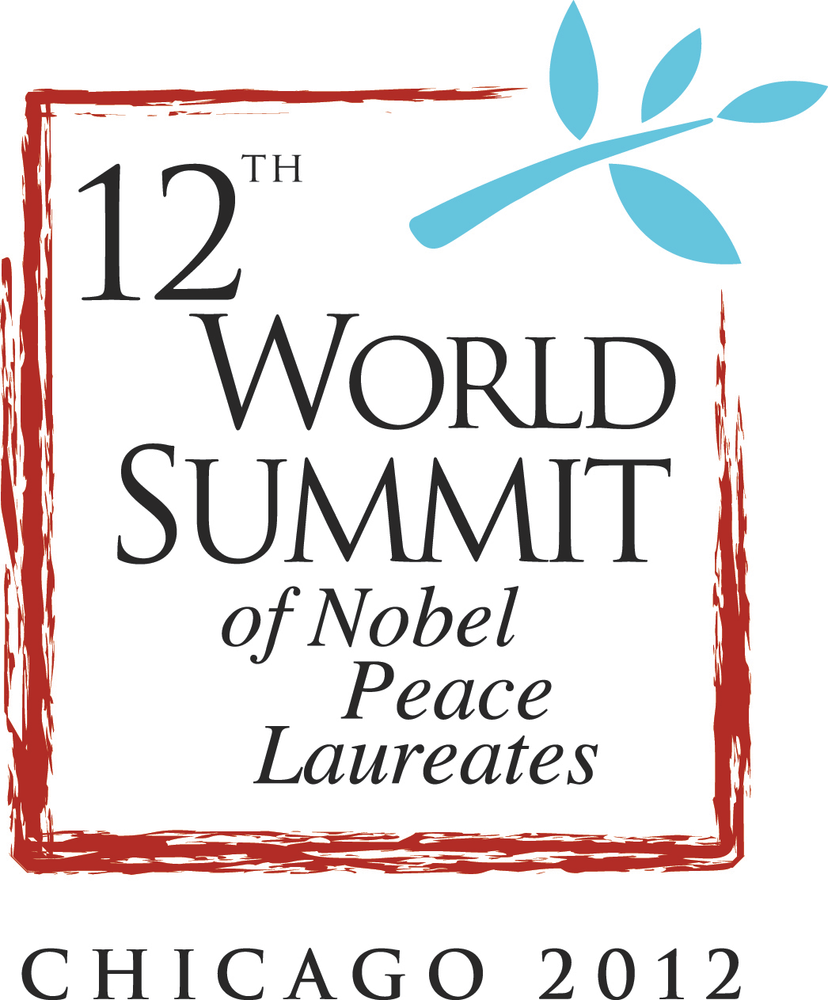 12TH
WORLD
SUMMIT
of Nobel
Peace
Laureates
CHICAGO 2012